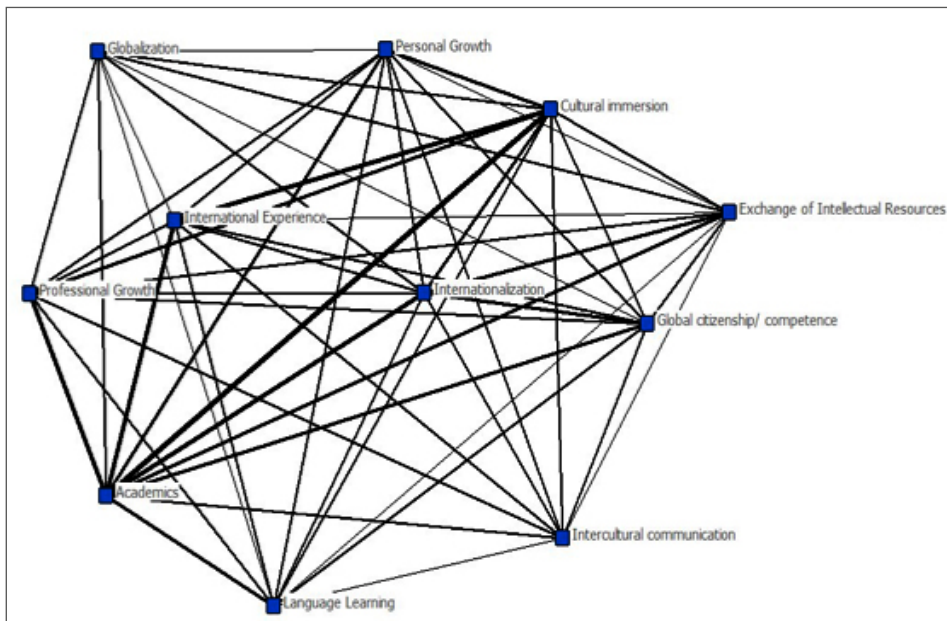 Globalization
Personal Growth
Cultural immersion
Exchange of Intellectual Resources
International Experience
Professional Growth
Internationalization
Global citizenship/ competence
Academics
Intercultural communication
Language Learning